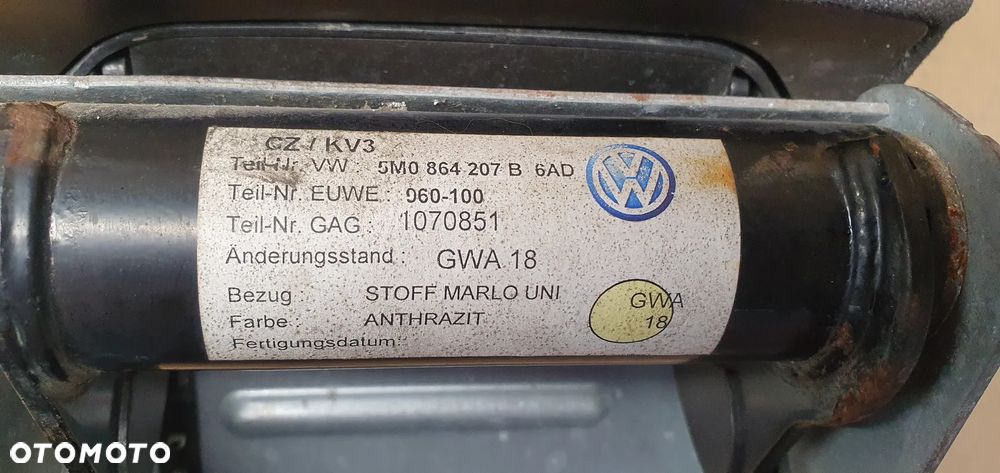 CZ / KV3
Teil-Nr. VW : 5M0 864 207 B 6AD
Teil-Nr. EUWE : 960-100
Teil-Nr. GAG : 1070851
Änderungsstand : GWA 18
Bezug : STOFF MARLO UNI
Farbe : ANTHRAZIT
Fertigungsdatum:
GWA
18
OTOMOTO